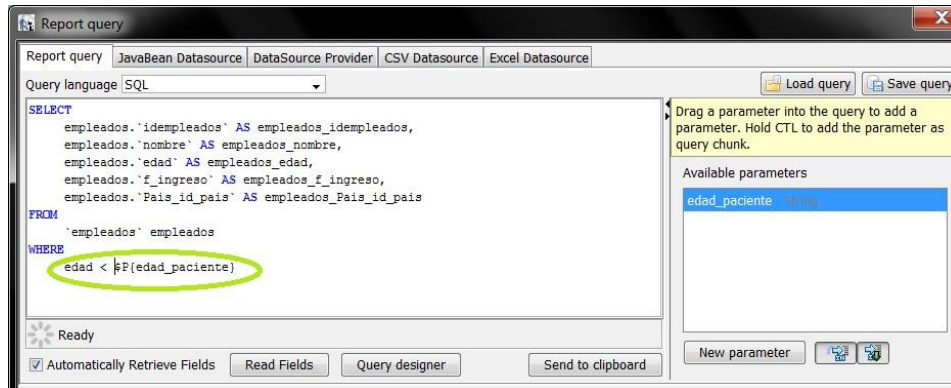 Report query
Report query JavaBean Datasource DataSource Provider CSV Datasource Excel Datasource
Query language SQL
Load query Save query
SELECT
empleados.`idempleados` AS empleados_idempleados,
empleados.`nombre` AS empleados_nombre,
empleados.`edad` AS empleados_edad,
empleados.`f_ingreso` AS empleados_f_ingreso,
empleados.`Pais_id_pais` AS empleados_Pais_id_pais
FROM
`empleados` empleados
WHERE
edad < $P{edad_paciente}
Drag a parameter into the query to add a
parameter. Hold CTL to add the parameter as
query chunk.
Available parameters
edad_paciente String
New parameter
Ready
Automatically Retrieve Fields Read Fields Query designer Send to clipboard